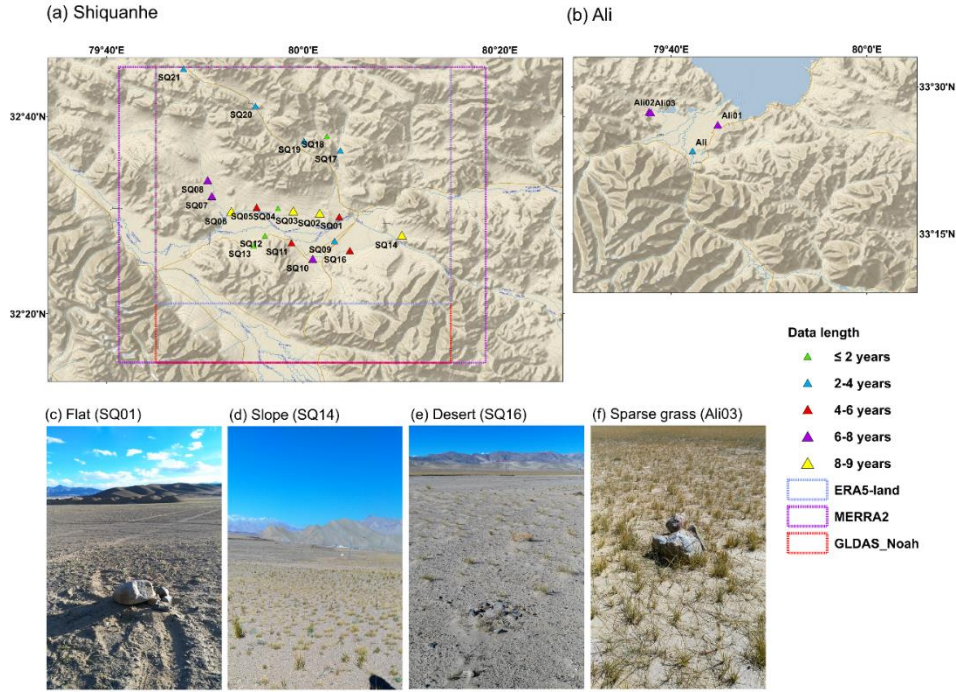 (a) Shiquanhe
(b) Ali
79°40'E
80°0'E
80°20'E
79°40'E
80°0'E
32°40'N
32°20'N
33°30'N
33°15'N
SQ21
SQ20
SQ19
SQ18
SQ17
SQ08
SQ07
SQ06
SQ05
SQ04
SQ03
SQ02
SQ01
SQ14
SQ12
SQ13
SQ11
SQ09
SQ10
SQ16
Ali02
Ali03
Ali01
Ali
Data length
≤ 2 years
2-4 years
4-6 years
6-8 years
8-9 years
ERA5-land
MERRA2
GLDAS_Noah
(c) Flat (SQ01)
(d) Slope (SQ14)
(e) Desert (SQ16)
(f) Sparse grass (Ali03)